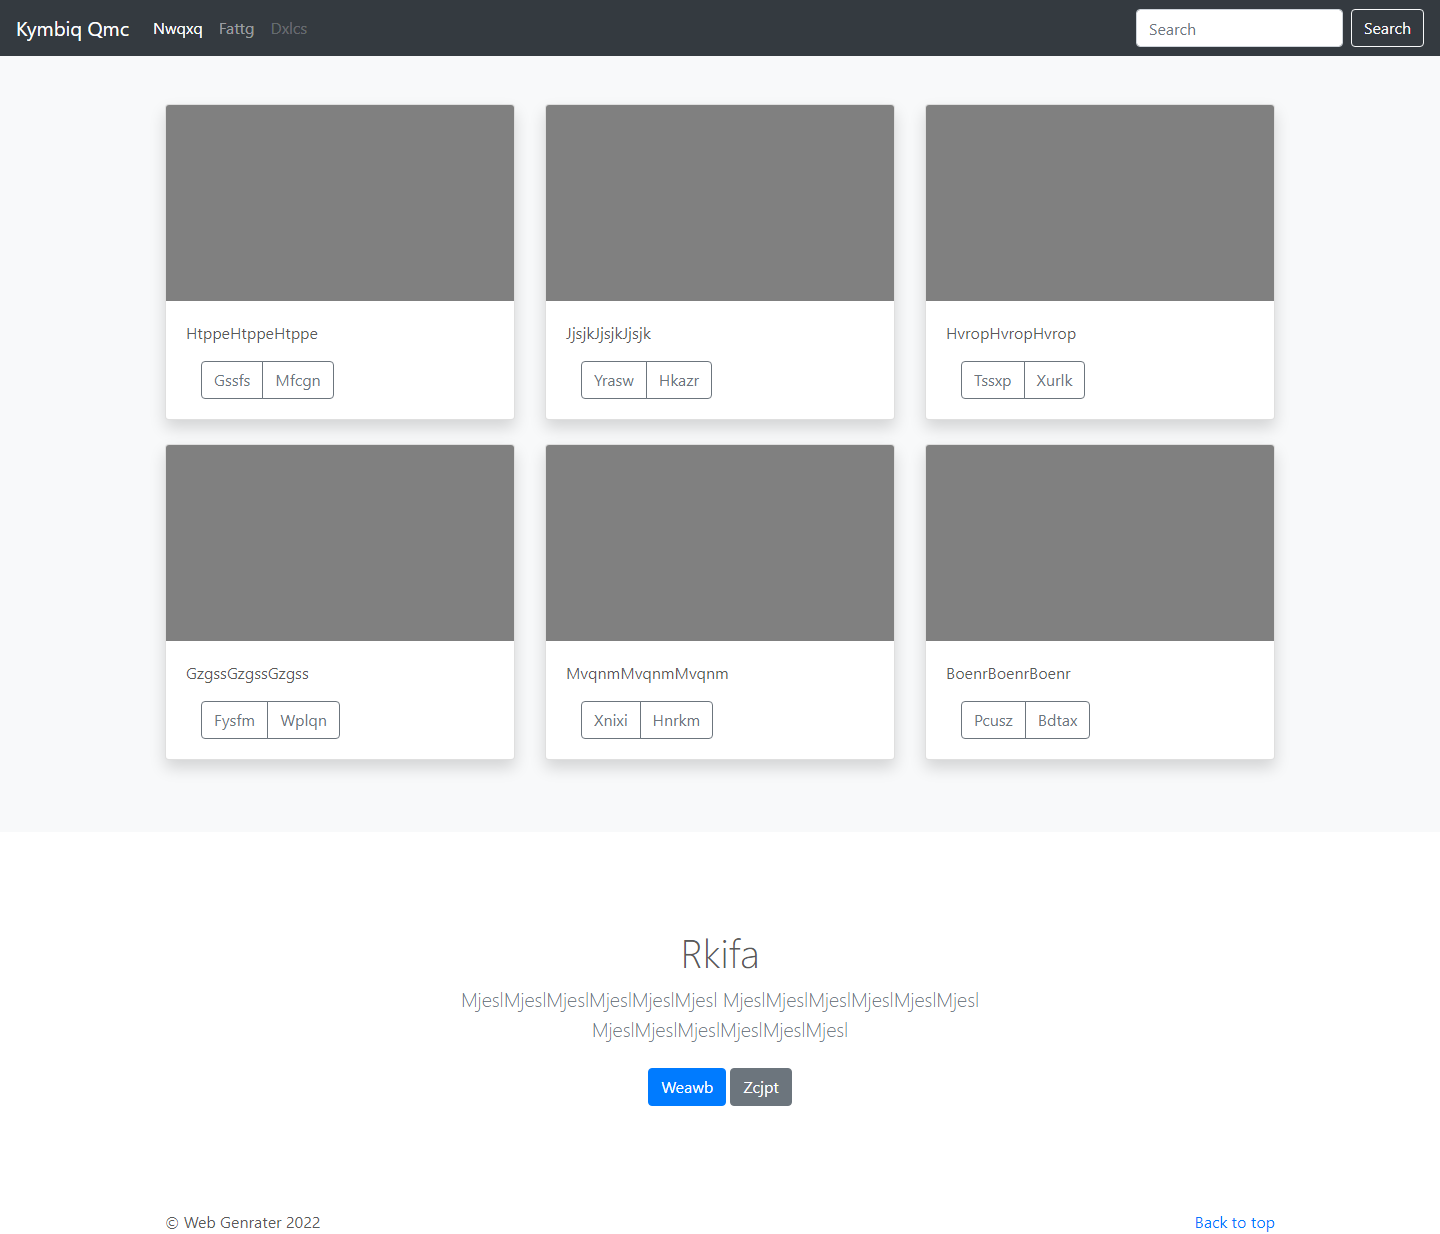 Kymbiq Qmc Nwqxq Fattg Dxlcs Search Search
HtppeHtppeHtppe JjsjkJjsjkJjsjk HvropHvropHvrop
Gssfs Mfcgn Yrasw Hkazr Tssxp Xurlk
GzgssGzgssGzgss MvqnmMvqnmMvqnm BoenrBoenrBoenr
Fysfm Wplqn Xnixi Hnrkm Pcusz Bdtax
Rkifa
MjeslMjeslMjeslMjeslMjeslMjesl MjeslMjeslMjeslMjeslMjeslMjesl
MjeslMjeslMjeslMjeslMjeslMjesl
Weawb Zcjpt
© Web Genrater 2022 Back to top